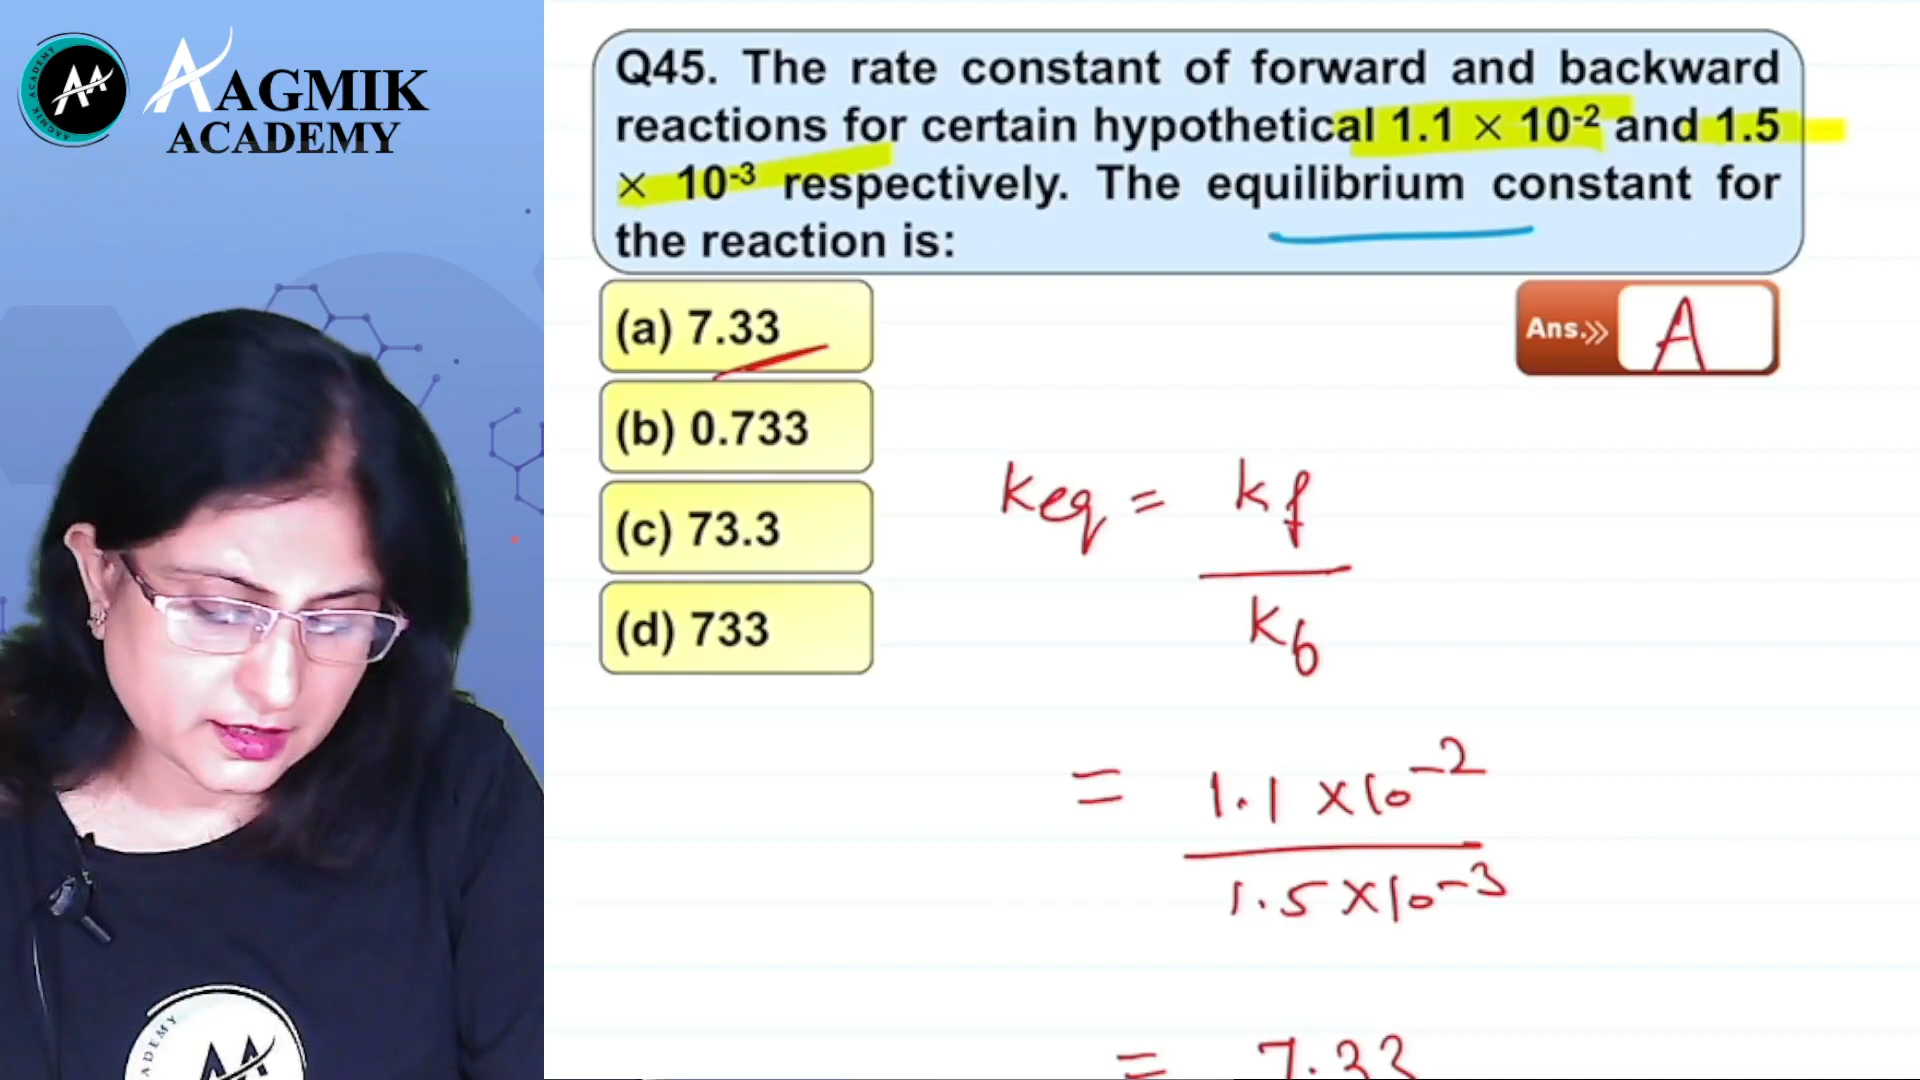 AAGMIK
ACADEMY
Q45. The rate constant of forward and backward
reactions for certain hypothetical 1.1 × 10⁻² and 1.5
× 10⁻³ respectively. The equilibrium constant for
the reaction is:
(a) 7.33
(b) 0.733
(c) 73.3
(d) 733
Ans.>> A
keq = kf
kb
= 1.1 × 10⁻²
1.5 × 10⁻³
= 7.33